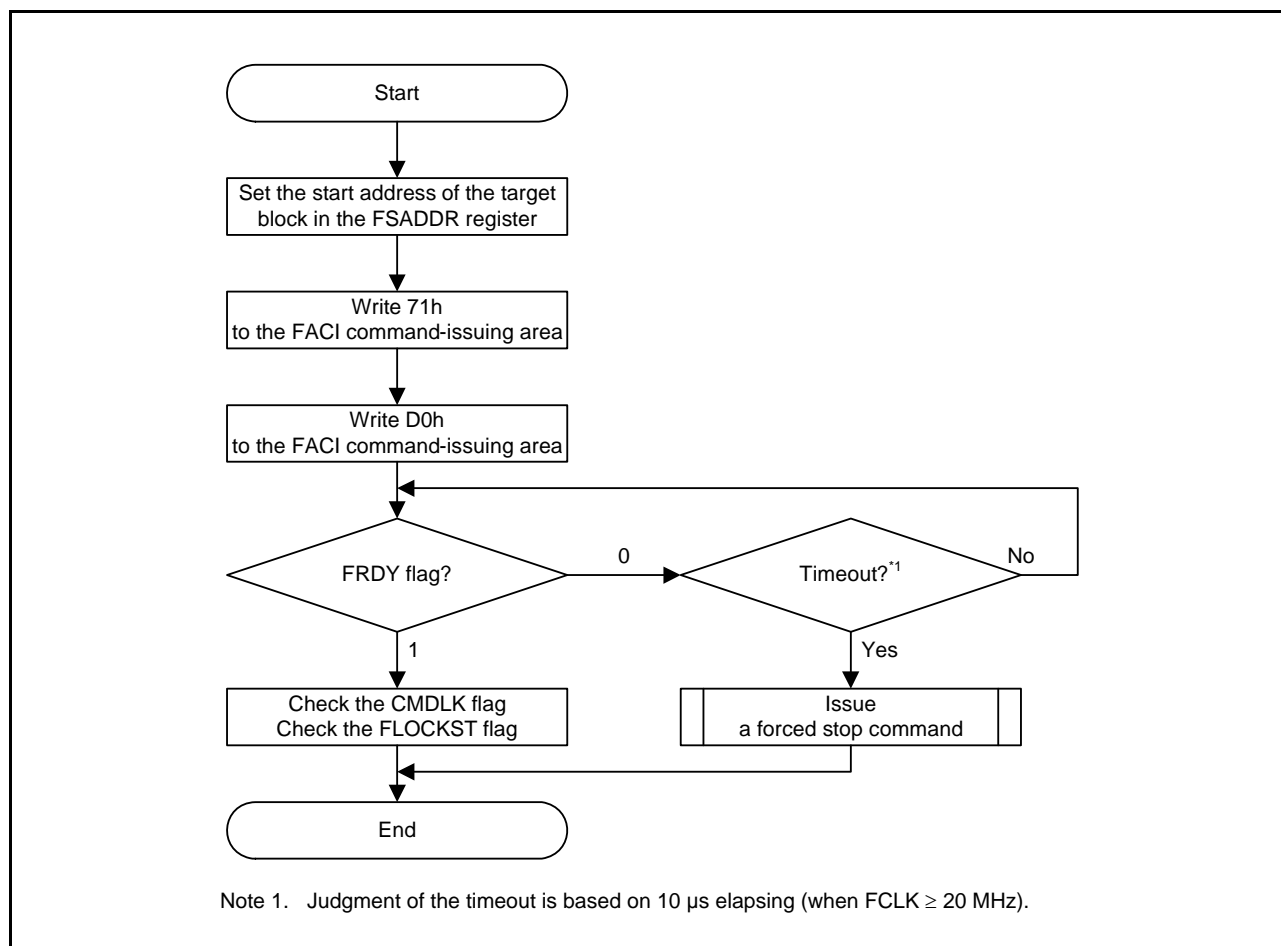 Start
Set the start address of the target
block in the FSADDR register
Write 71h
to the FACI command-issuing area
Write D0h
to the FACI command-issuing area
FRDY flag?
0
Timeout?*1
No
1
Yes
Check the CMDLK flag
Check the FLOCKST flag
Issue
a forced stop command
End
Note 1. Judgment of the timeout is based on 10 µs elapsing (when FCLK ≥ 20 MHz).